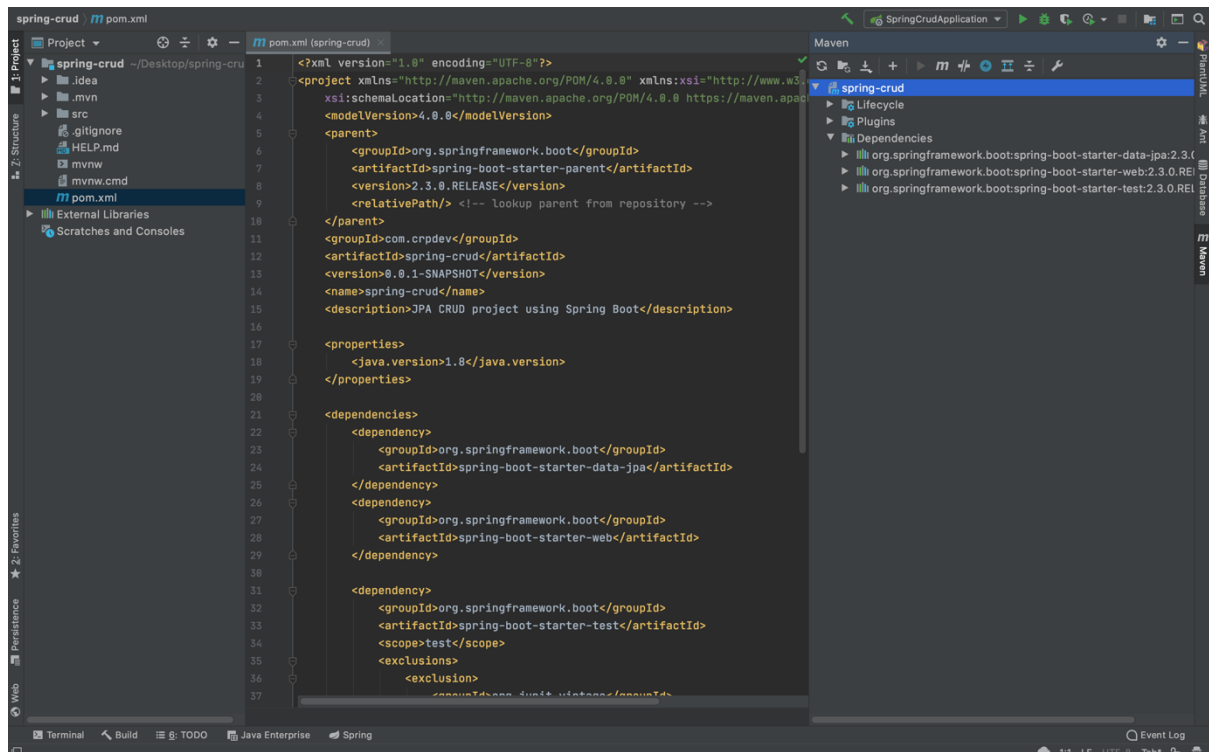 spring-crud
pom.xml
SpringCrudApplication
1: Project
Z: Structure
2: Favorites
Persistence
Web
Project
spring-crud ~/Desktop/spring-cru
.idea
.mvn
src
.gitignore
HELP.md
mvnw
mvnw.cmd
pom.xml
External Libraries
Scratches and Consoles
pom.xml (spring-crud)
1 <?xml version="1.0" encoding="UTF-8"?>
2 <project xmlns="http://maven.apache.org/POM/4.0.0" xmlns:xsi="http://www.w3.
3 xsi:schemaLocation="http://maven.apache.org/POM/4.0.0 https://maven.apac
4 <modelVersion>4.0.0</modelVersion>
5 <parent>
6 <groupId>org.springframework.boot</groupId>
7 <artifactId>spring-boot-starter-parent</artifactId>
8 <version>2.3.0.RELEASE</version>
9 <relativePath/> <!-- lookup parent from repository -->
10 </parent>
11 <groupId>com.crpdev</groupId>
12 <artifactId>spring-crud</artifactId>
13 <version>0.0.1-SNAPSHOT</version>
14 <name>spring-crud</name>
15 <description>JPA CRUD project using Spring Boot</description>
16
17 <properties>
18 <java.version>1.8</java.version>
19 </properties>
20
21 <dependencies>
22 <dependency>
23 <groupId>org.springframework.boot</groupId>
24 <artifactId>spring-boot-starter-data-jpa</artifactId>
25 </dependency>
26 <dependency>
27 <groupId>org.springframework.boot</groupId>
28 <artifactId>spring-boot-starter-web</artifactId>
29 </dependency>
30
31 <dependency>
32 <groupId>org.springframework.boot</groupId>
33 <artifactId>spring-boot-starter-test</artifactId>
34 <scope>test</scope>
35 <exclusions>
36 <exclusion>
37 <groupId>org.junit.vintage</groupId>
Maven
spring-crud
Lifecycle
Plugins
Dependencies
org.springframework.boot:spring-boot-starter-data-jpa:2.3.(
org.springframework.boot:spring-boot-starter-web:2.3.0.REI
org.springframework.boot:spring-boot-starter-test:2.3.0.REL
PlantUML
Ant
Database
m Maven
Terminal
Build
6: TODO
Java Enterprise
Spring
Event Log
1:1 LF UTF-8 Tab*